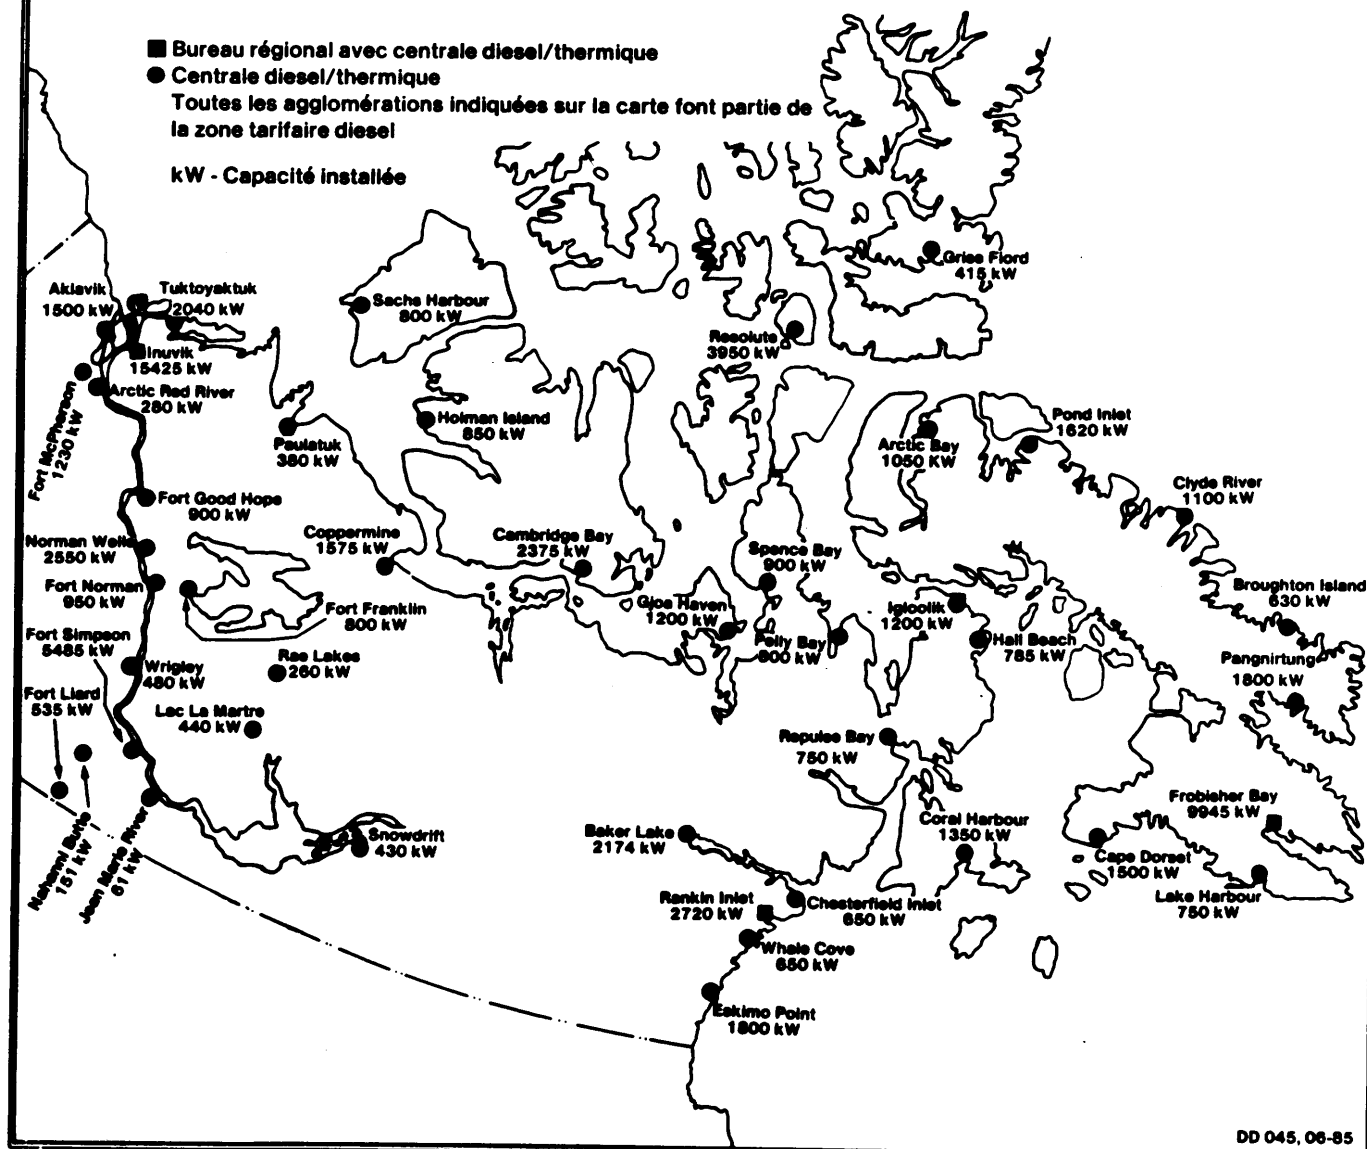 Bureau régional avec centrale diesel/thermique
Centrale diesel/thermique
Toutes les agglomérations indiquées sur la carte font partie de
la zone tarifaire diesel
kW - Capacité installée
Grise Fiord
415 kW
Aklavik
1500 kW
Tuktoyaktuk
2040 kW
Sachs Harbour
800 kW
Resolute
3950 kW
Inuvik
15425 kW
Arctic Red River
280 kW
Fort McPherson
1230 kW
Holman Island
850 kW
Paulatuk
380 kW
Arctic Bay
1050 KW
Pond Inlet
1620 kW
Clyde River
1100 kW
Fort Good Hope
900 kW
Norman Wells
2550 kW
Coppermine
1575 kW
Cambridge Bay
2375 kW
Spence Bay
900 kW
Fort Norman
950 kW
Fort Franklin
800 kW
Gjoa Haven
1200 kW
Pelly Bay
800 kW
Igloolik
1200 kW
Hall Beach
785 kW
Broughton Island
630 kW
Fort Simpson
5485 kW
Wrigley
480 kW
Rae Lakes
260 kW
Pangnirtung
1800 kW
Fort Liard
535 kW
Lac La Martre
440 kW
Repulse Bay
750 kW
Nahanni Butte
151 kW
Jean Marie River
61 kW
Snowdrift
430 kW
Baker Lake
2174 kW
Coral Harbour
1350 kW
Frobisher Bay
9945 kW
Cape Dorset
1500 kW
Lake Harbour
750 kW
Rankin Inlet
2720 kW
Chesterfield Inlet
650 kW
Whale Cove
650 kW
Eskimo Point
1800 kW
DD 045, 06-85